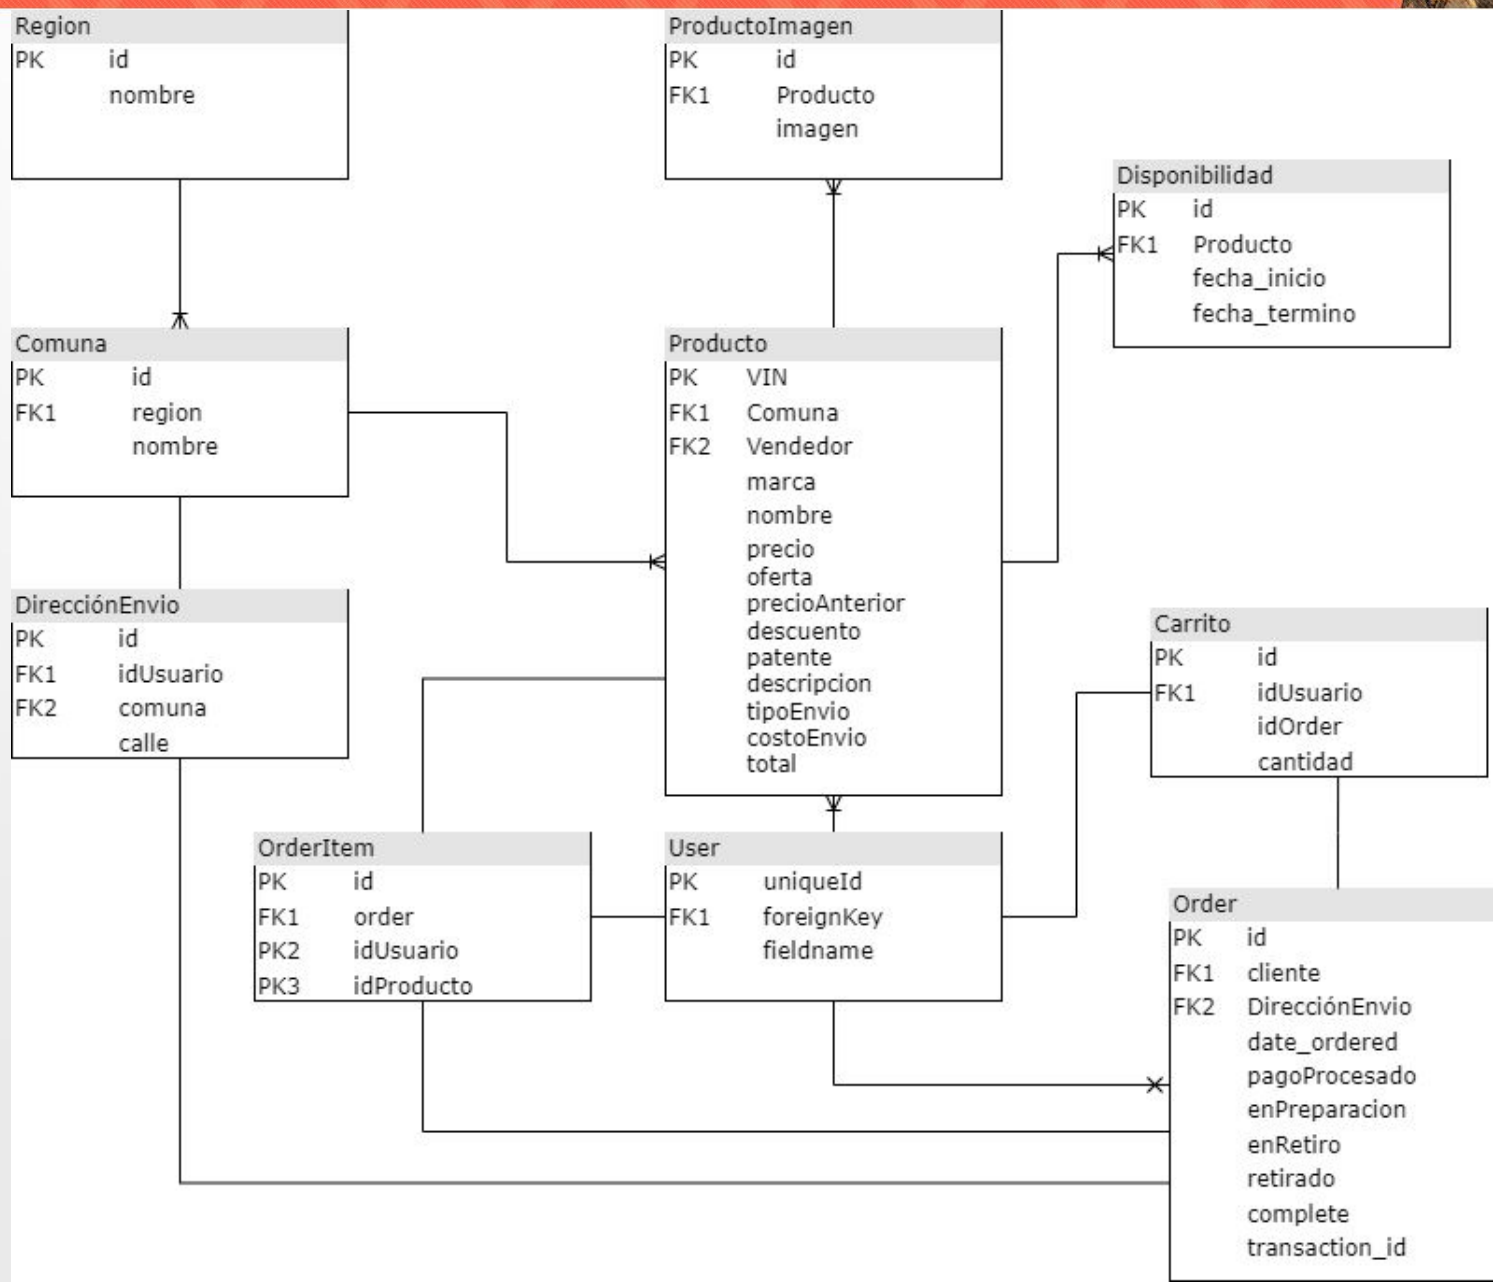 Region
PK id
nombre
ProductoImagen
PK id
FK1 Producto
imagen
Disponibilidad
PK id
FK1 Producto
fecha_inicio
fecha_termino
Comuna
PK id
FK1 region
nombre
Producto
PK VIN
FK1 Comuna
FK2 Vendedor
marca
nombre
precio
oferta
precioAnterior
descuento
patente
descripcion
tipoEnvio
costoEnvio
total
DirecciónEnvio
PK id
FK1 idUsuario
FK2 comuna
calle
Carrito
PK id
FK1 idUsuario
idOrder
cantidad
OrderItem
PK id
FK1 order
PK2 idUsuario
PK3 idProducto
User
PK uniqueId
FK1 foreignKey
fieldname
Order
PK id
FK1 cliente
FK2 DirecciónEnvio
date_ordered
pagoProcesado
enPreparacion
enRetiro
retirado
complete
transaction_id